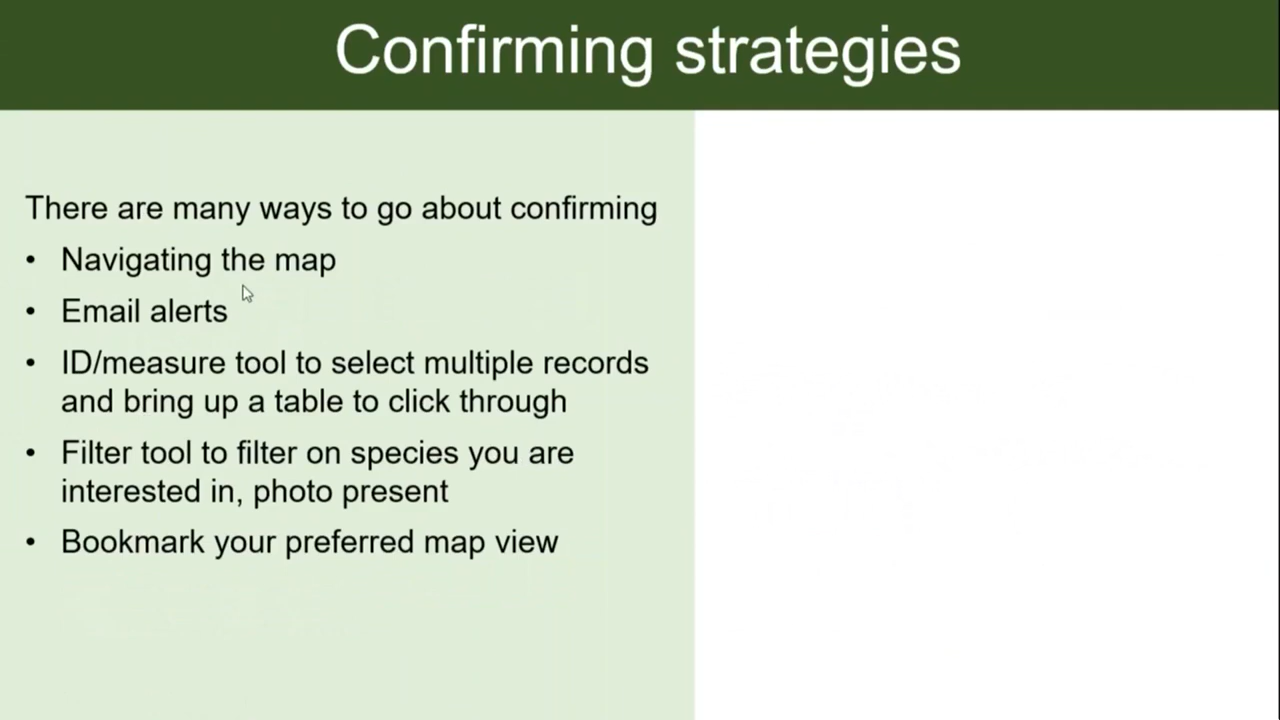 Confirming strategies
There are many ways to go about confirming
• Navigating the map
• Email alerts
• ID/measure tool to select multiple records
and bring up a table to click through
• Filter tool to filter on species you are
interested in, photo present
• Bookmark your preferred map view